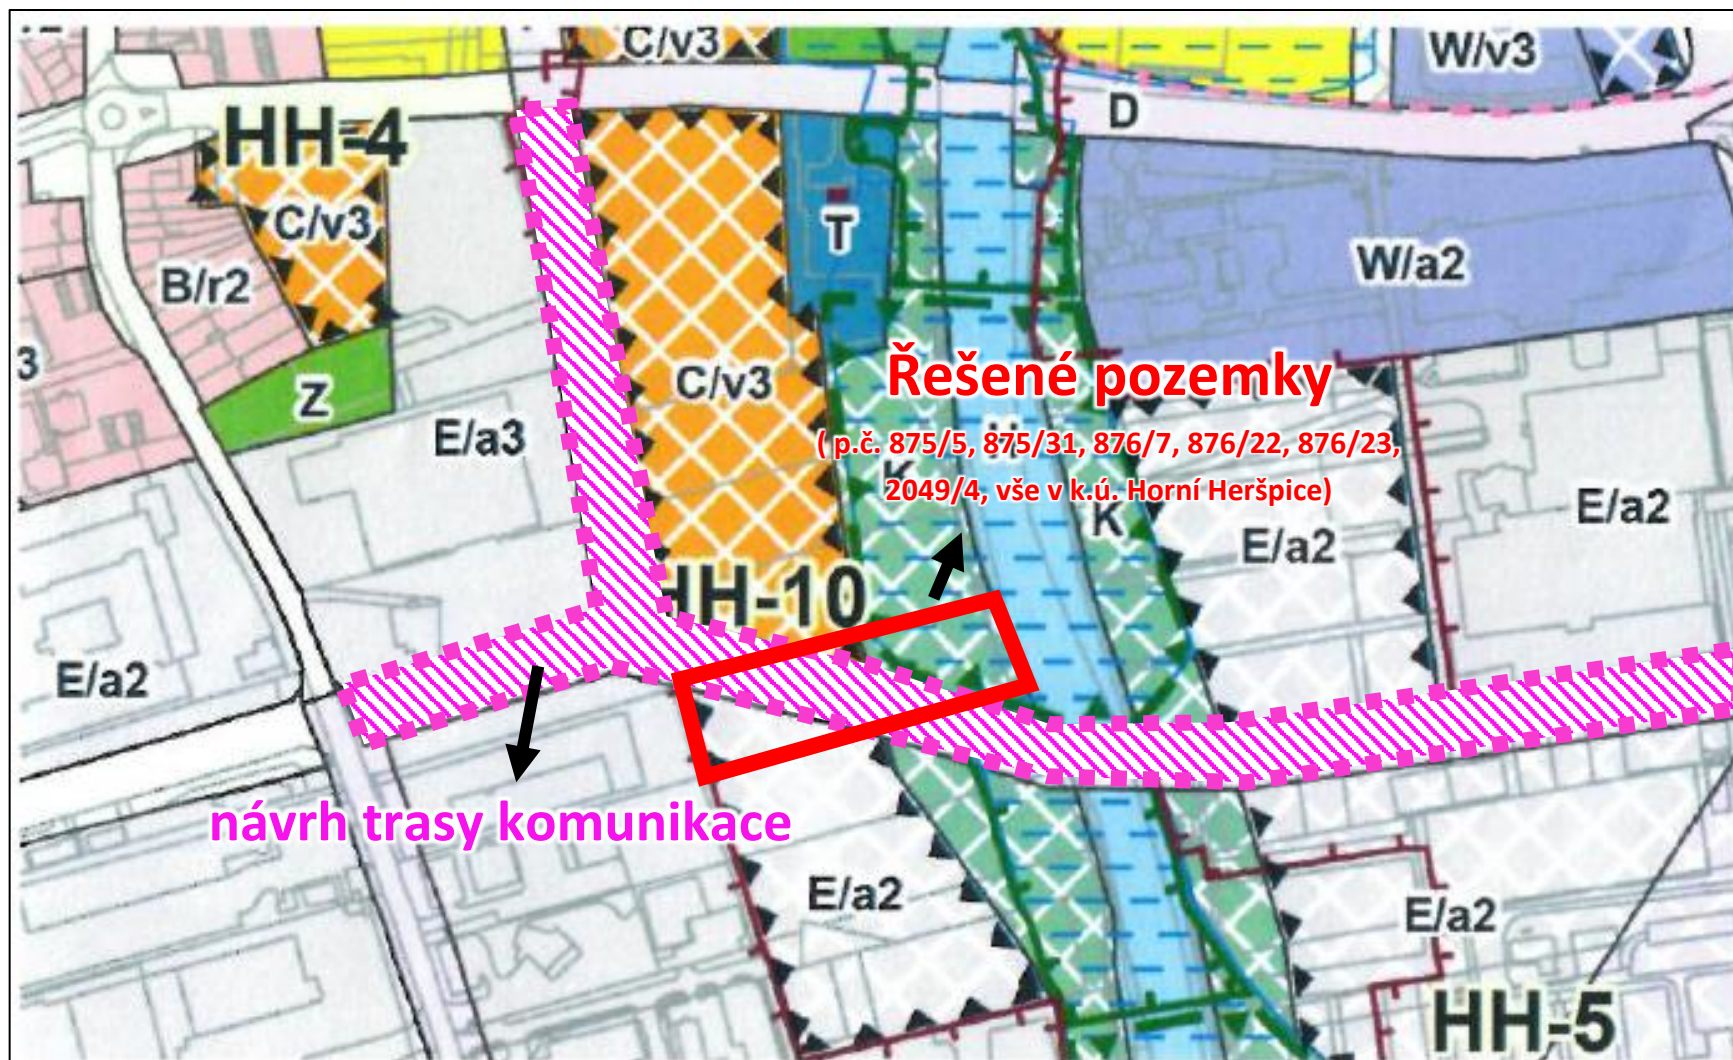 C/v3
W/v3
D
HH-4
C/v3
T
B/r2
W/a2
3
Z
C/v3
E/a3
Řešené pozemky
( p.č. 875/5, 875/31, 876/7, 876/22, 876/23,
2049/4, vše v k.ú. Horní Heršpice)
K
K
E/a2
E/a2
HH-10
E/a2
návrh trasy komunikace
E/a2
E/a2
HH-5